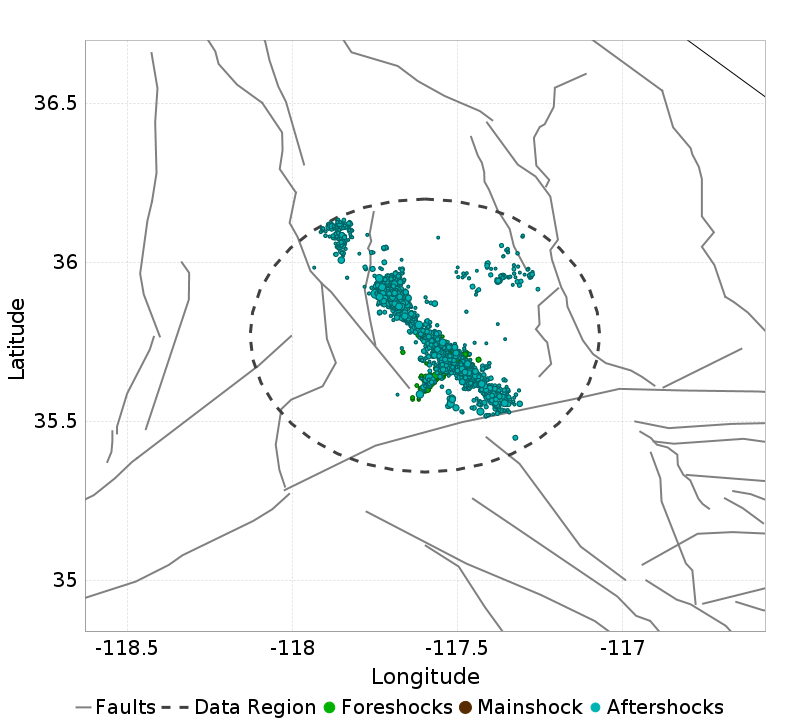 36.5
36
35.5
35
Latitude
-118.5 -118 -117.5 -117
Longitude
Faults Data Region Foreshocks Mainshock Aftershocks